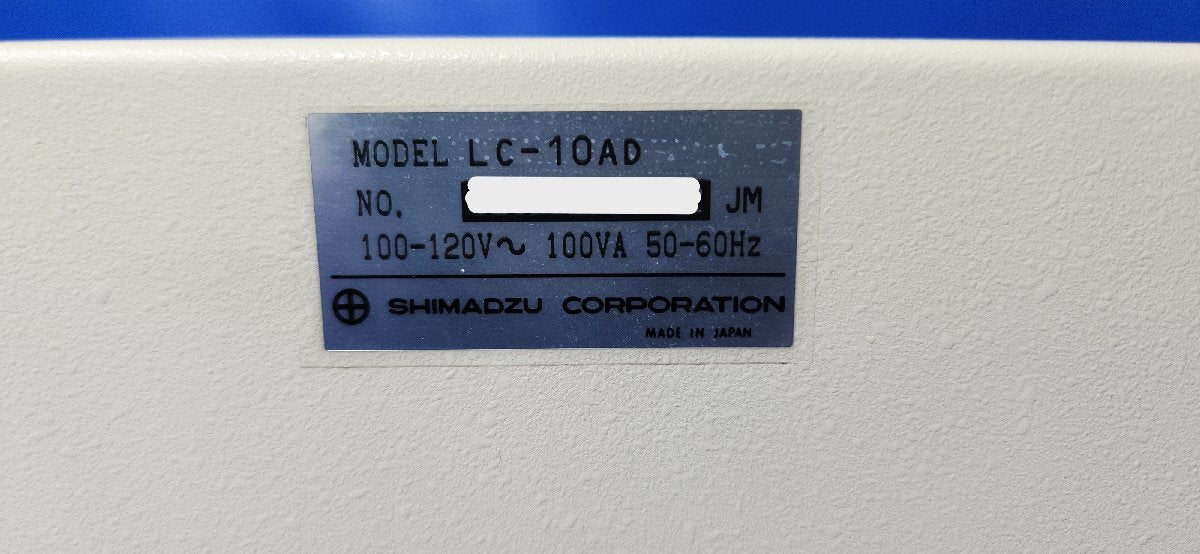 MODEL LC-10AD
NO. JM
100-120V~ 100VA 50-60Hz
SHIMADZU CORPORATION
MADE IN JAPAN